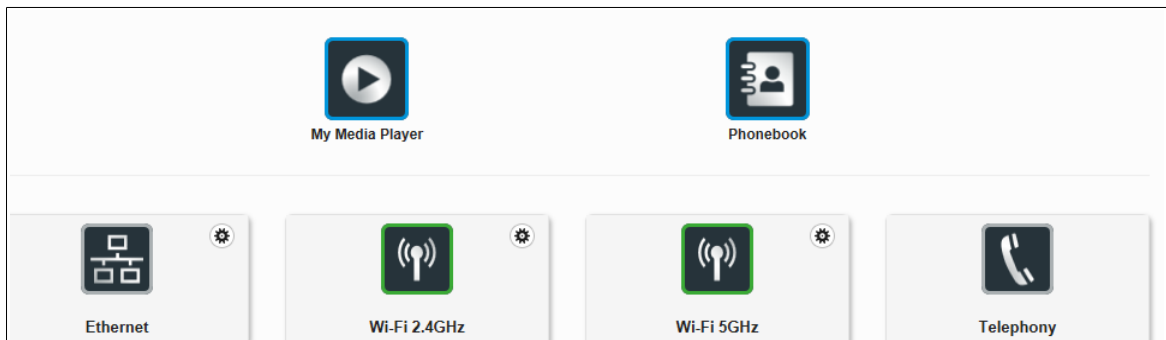 My Media Player
Phonebook
Ethernet
Wi-Fi 2.4GHz
Wi-Fi 5GHz
Telephony